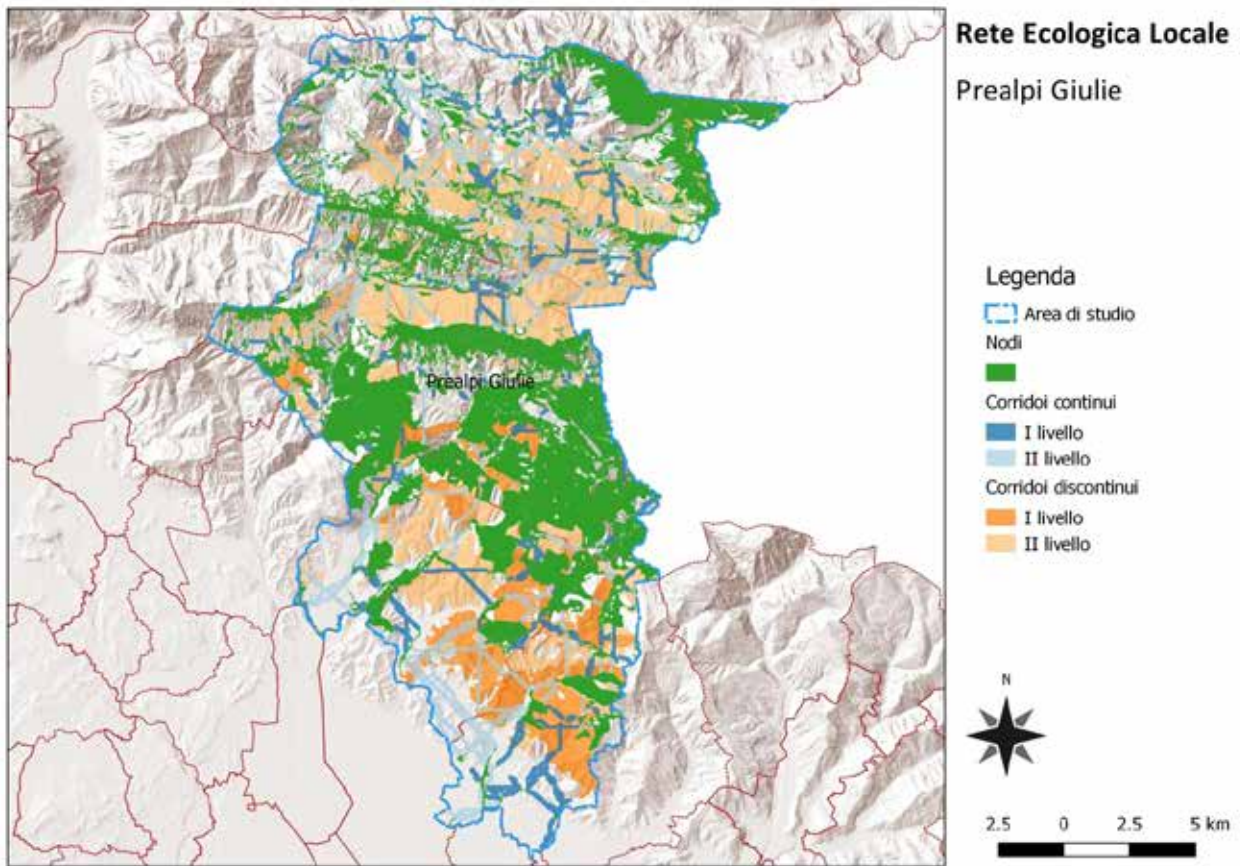 Rete Ecologica Locale
Prealpi Giulie
Prealpi Giulie
Legenda
Area di studio
Nodi
Corridoi continui
I livello
II livello
Corridoi discontinui
I livello
II livello
N
2.5 0 2.5 5 km